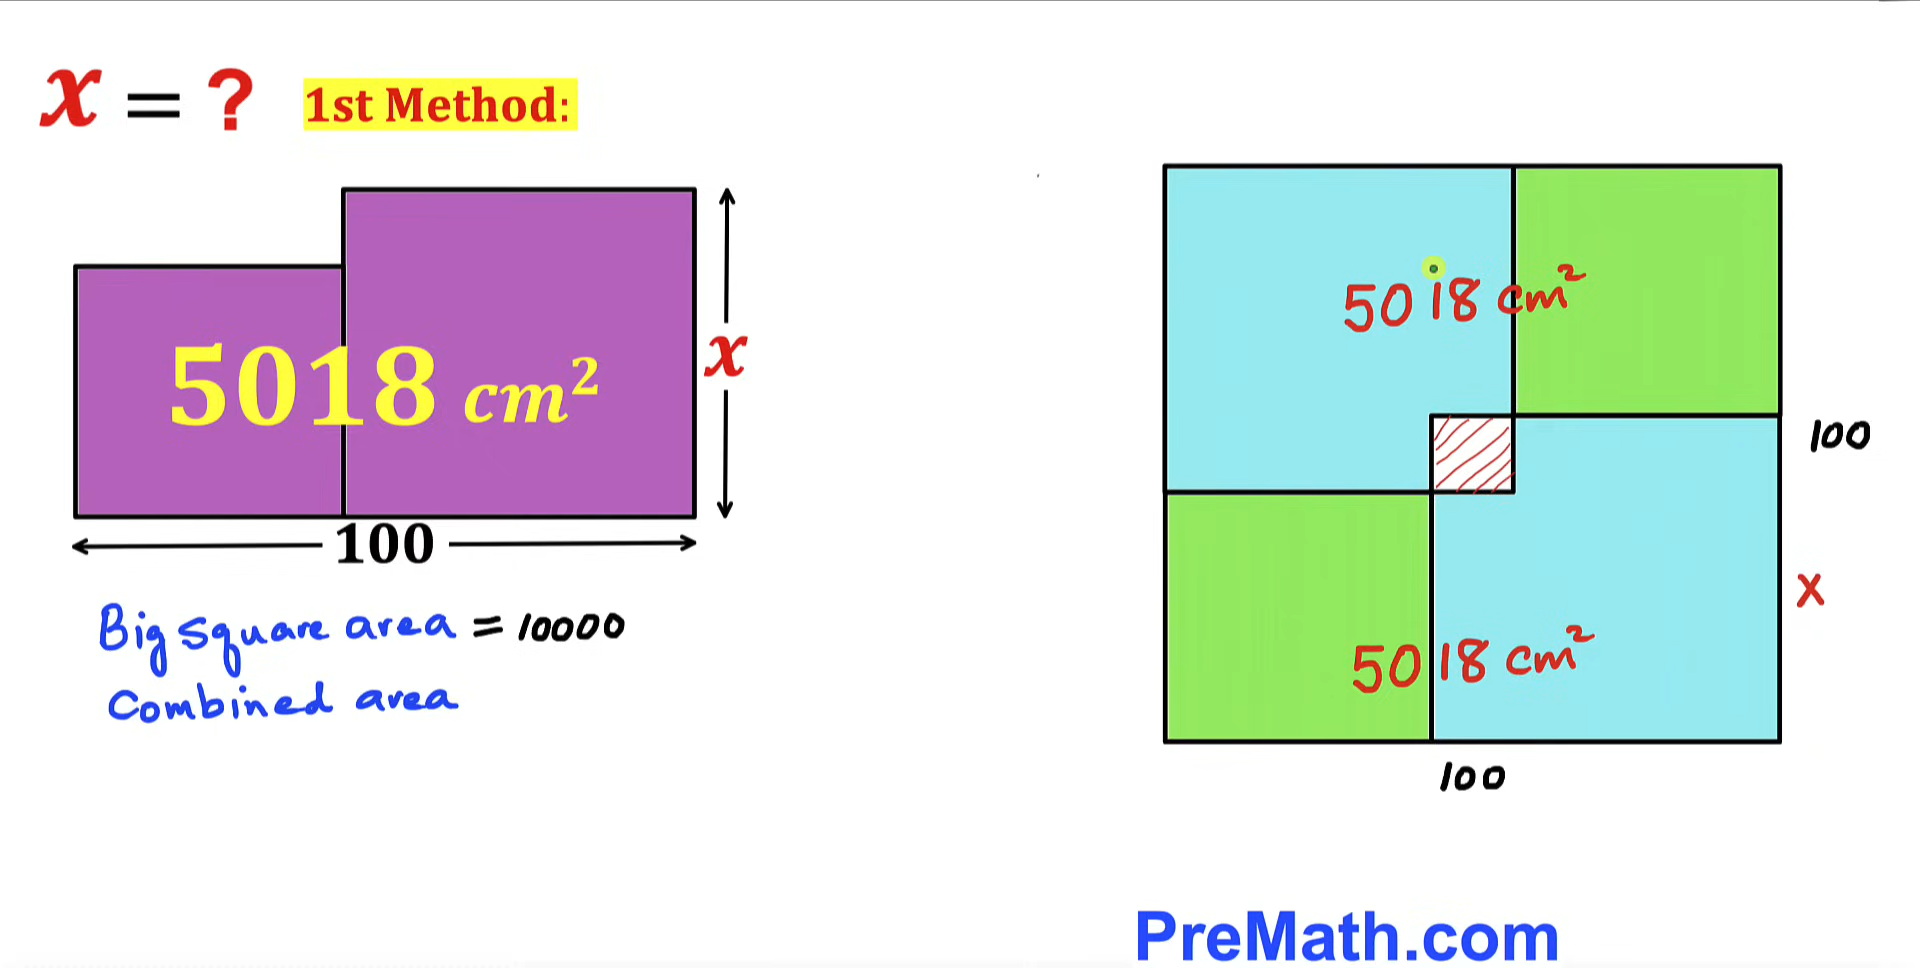 x = ? 1st Method:
5018 cm²
x
100
Big square area = 10000
Combined area
5018 cm²
100
x
5018 cm²
100
PreMath.com